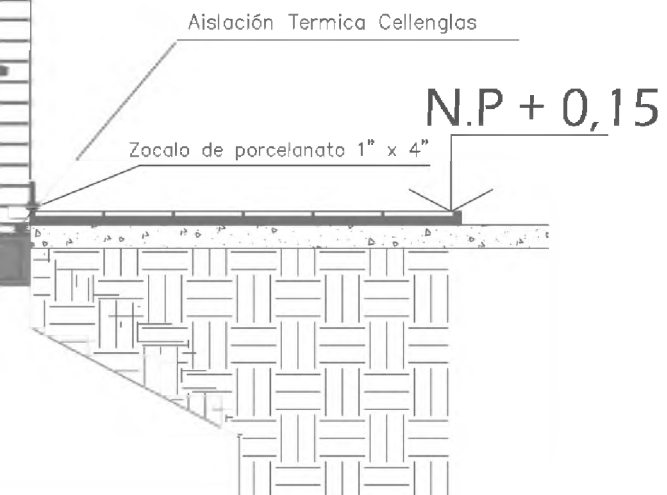 Aislación Termica Cellenglas
N.P + 0,15
Zocalo de porcelanato 1" x 4"